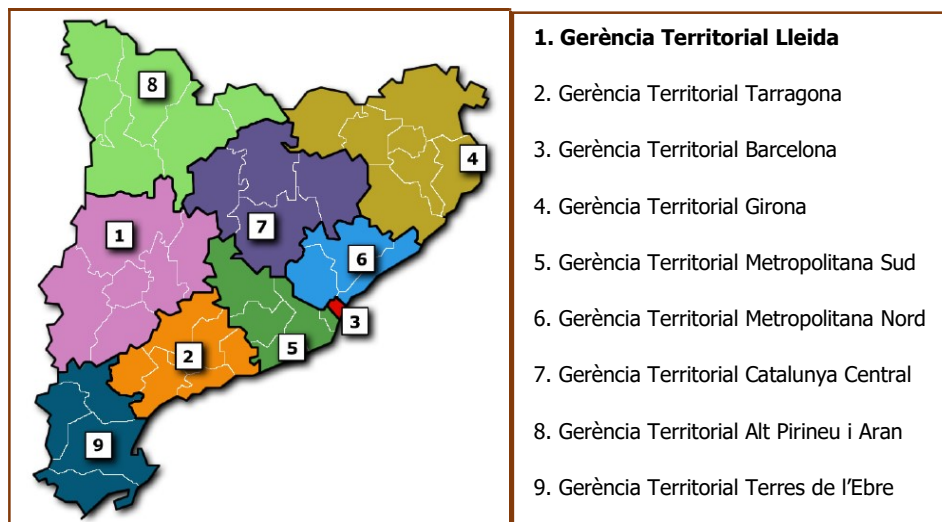 8
4
1
7
6
3
2
5
9
1. Gerència Territorial Lleida
2. Gerència Territorial Tarragona
3. Gerència Territorial Barcelona
4. Gerència Territorial Girona
5. Gerència Territorial Metropolitana Sud
6. Gerència Territorial Metropolitana Nord
7. Gerència Territorial Catalunya Central
8. Gerència Territorial Alt Pirineu i Aran
9. Gerència Territorial Terres de l’Ebre